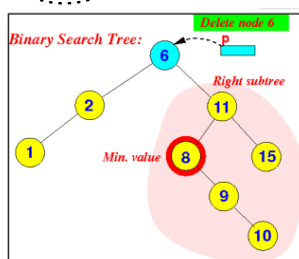 Delete node 6
Binary Search Tree:
p
6
Right subtree
2
11
Min. value
1
8
15
9
10